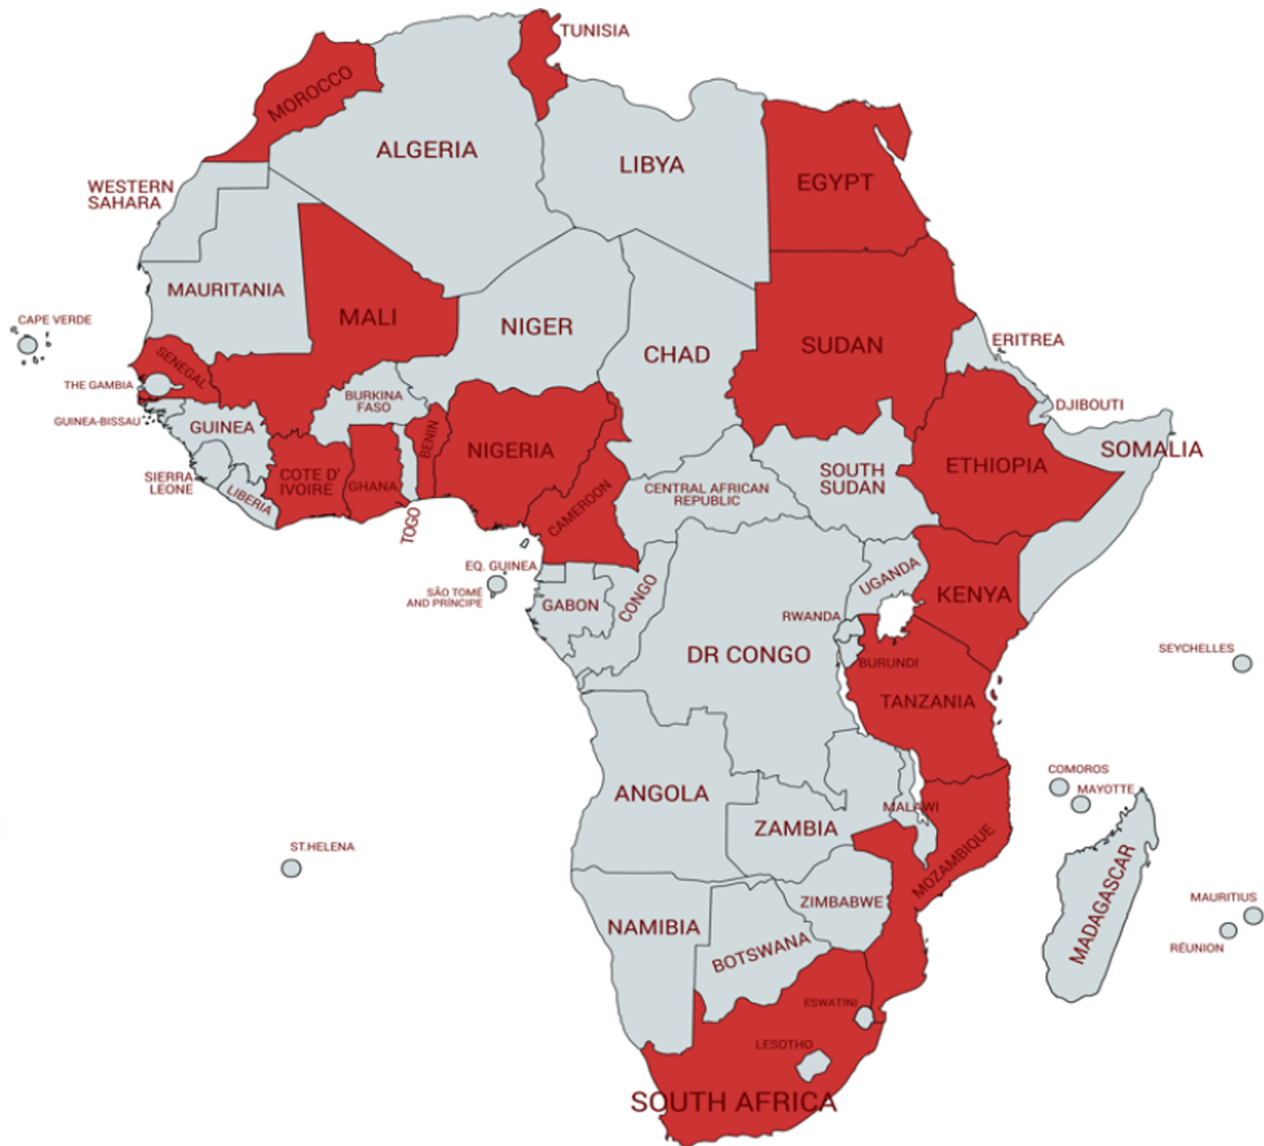 TUNISIA
MOROCCO
ALGERIA
LIBYA
EGYPT
WESTERN
SAHARA
MAURITANIA
MALI
NIGER
CHAD
SUDAN
ERITREA
CAPE VERDE
SENEGAL
THE GAMBIA
GUINEA-BISSAU
GUINEA
BURKINA
FASO
BENIN
NIGERIA
DJIBOUTI
SOMALIA
ETHIOPIA
SOUTH
SUDAN
CENTRAL AFRICAN
REPUBLIC
SIERRA
LEONE
LIBERIA
COTE D'
IVOIRE
GHANA
TOGO
CAMEROON
EQ. GUINEA
SÃO TOMÉ
AND PRÍNCIPE
GABON
CONGO
UGANDA
KENYA
RWANDA
DR CONGO
BURUNDI
TANZANIA
SEYCHELLES
COMOROS
MAYOTTE
ANGOLA
ZAMBIA
MALAWI
MOZAMBIQUE
ST.HELENA
MADAGASCAR
MAURITIUS
RÉUNION
NAMIBIA
ZIMBABWE
BOTSWANA
ESWATINI
LESOTHO
SOUTH AFRICA